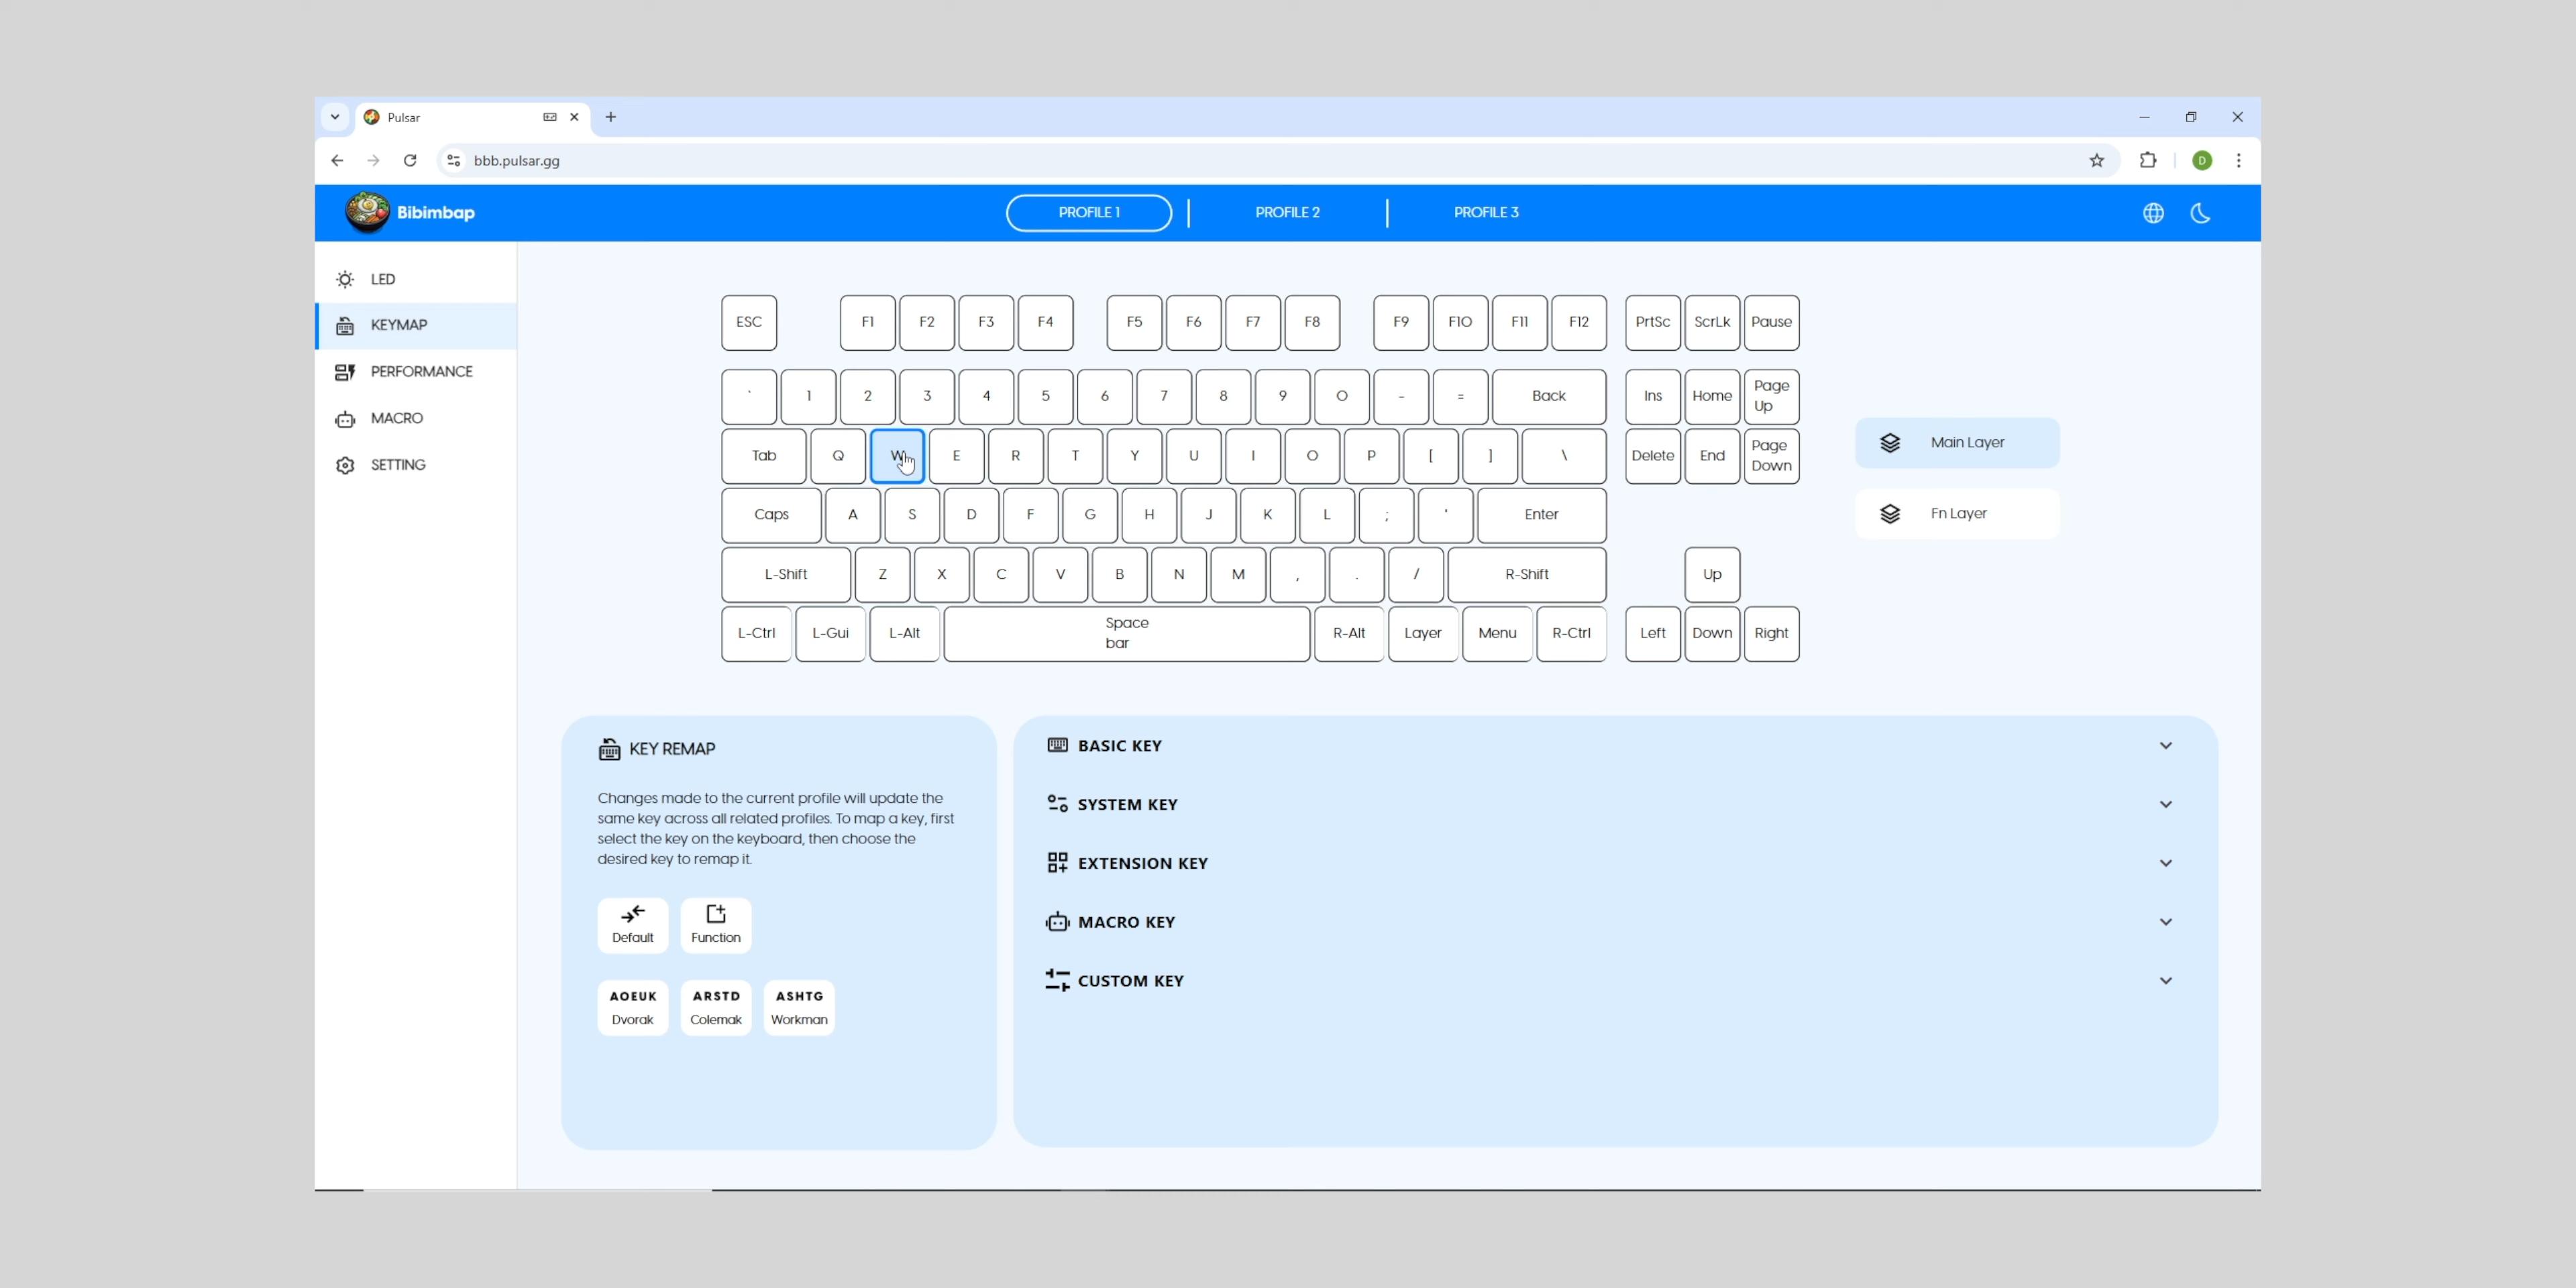 Pulsar
bbb.pulsar.gg
D
Bibimbap
PROFILE 1
PROFILE 2
PROFILE 3
LED
KEYMAP
PERFORMANCE
MACRO
SETTING
ESC F1 F2 F3 F4 F5 F6 F7 F8 F9 F10 F11 F12 PrtSc ScrLk Pause
` 1 2 3 4 5 6 7 8 9 0 - = Back Ins Home Page Up
Tab Q W E R T Y U I O P [ ] \ Delete End Page Down
Caps A S D F G H J K L ; ' Enter
L-Shift Z X C V B N M , . / R-Shift Up
L-Ctrl L-Gui L-Alt Space bar R-Alt Layer Menu R-Ctrl Left Down Right
Main Layer
Fn Layer
KEY REMAP
Changes made to the current profile will update the
same key across all related profiles. To map a key, first
select the key on the keyboard, then choose the
desired key to remap it.
Default
Function
AOEUK
Dvorak
ARSTD
Colemak
ASHTG
Workman
BASIC KEY
SYSTEM KEY
EXTENSION KEY
MACRO KEY
CUSTOM KEY